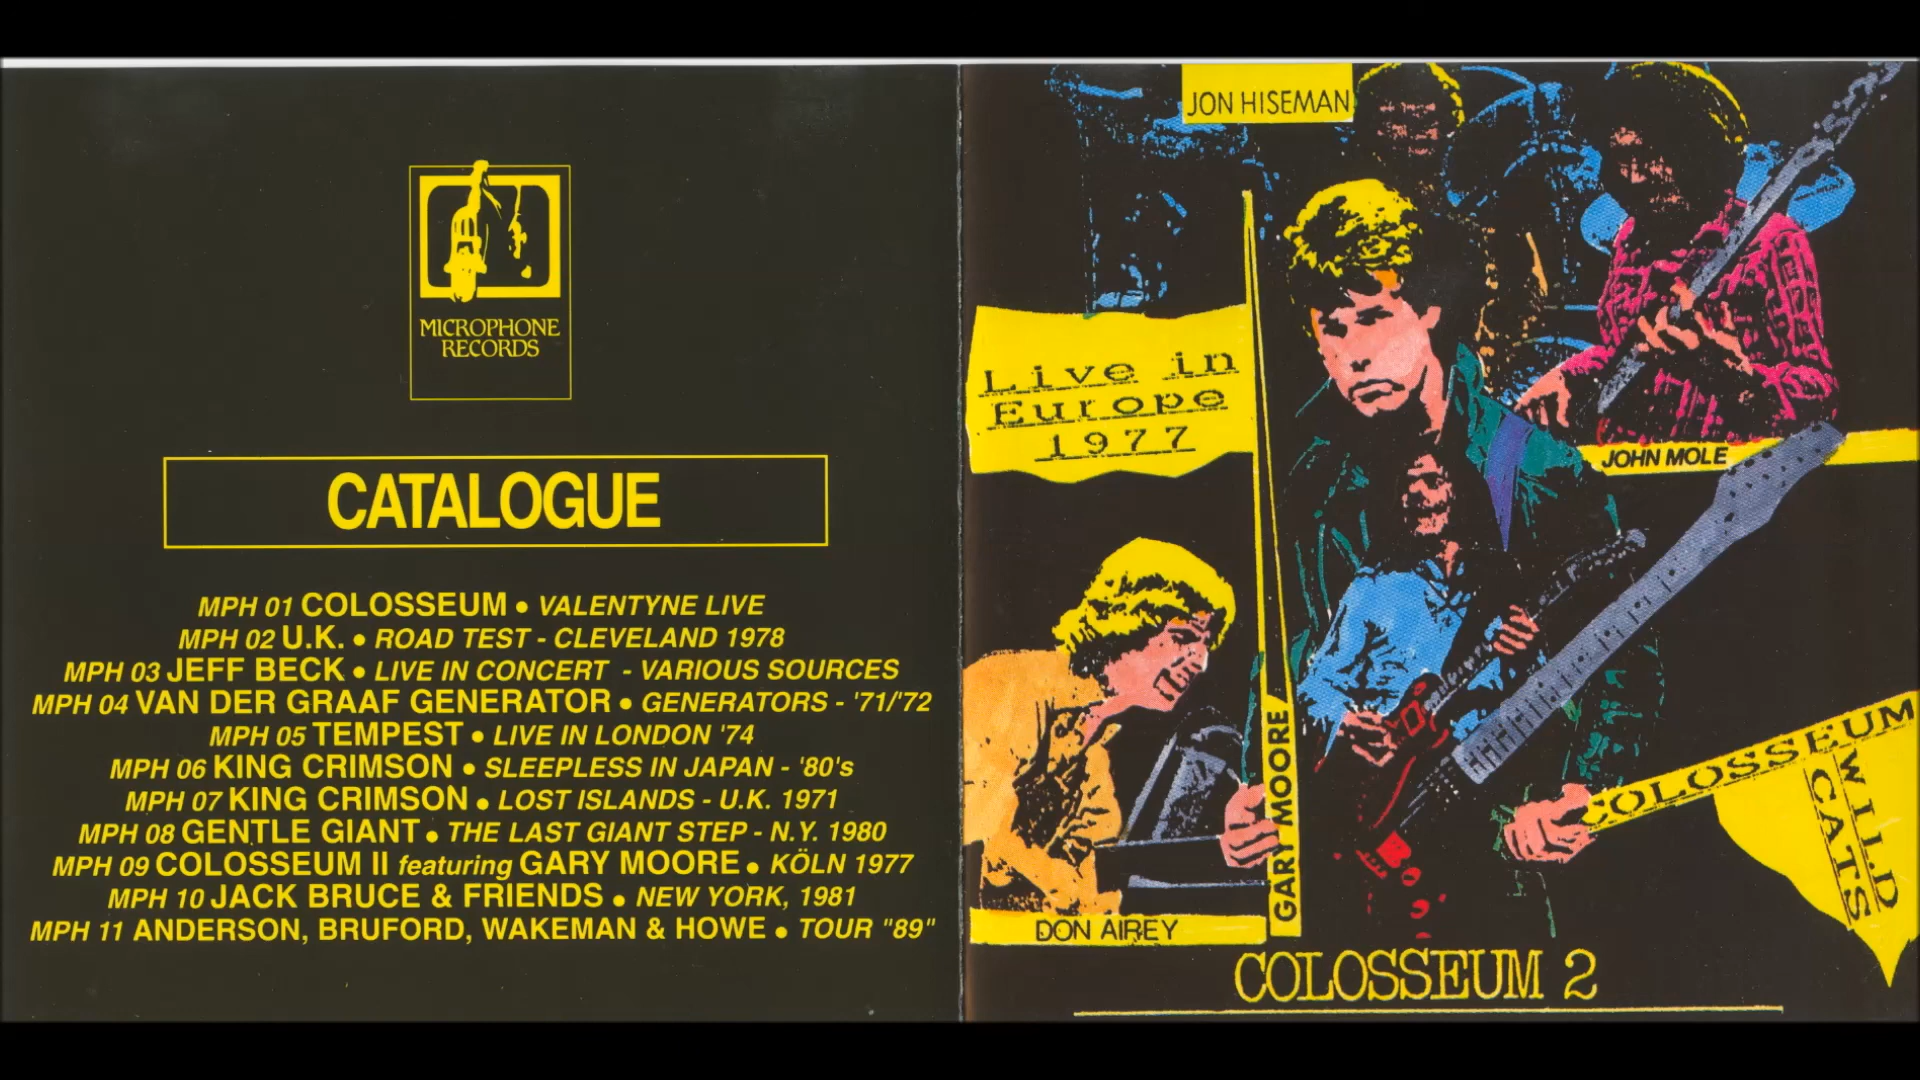 MICROPHONE
RECORDS
CATALOGUE
MPH 01 COLOSSEUM • VALENTYNE LIVE
MPH 02 U.K. • ROAD TEST - CLEVELAND 1978
MPH 03 JEFF BECK • LIVE IN CONCERT - VARIOUS SOURCES
MPH 04 VAN DER GRAAF GENERATOR • GENERATORS - '71/'72
MPH 05 TEMPEST • LIVE IN LONDON '74
MPH 06 KING CRIMSON • SLEEPLESS IN JAPAN - '80's
MPH 07 KING CRIMSON • LOST ISLANDS - U.K. 1971
MPH 08 GENTLE GIANT • THE LAST GIANT STEP - N.Y. 1980
MPH 09 COLOSSEUM II featuring GARY MOORE • KÖLN 1977
MPH 10 JACK BRUCE & FRIENDS • NEW YORK, 1981
MPH 11 ANDERSON, BRUFORD, WAKEMAN & HOWE • TOUR "89"
JON HISEMAN
Live in
Europe
1977
JOHN MOLE
GARY MOORE
COLOSSEUM
WILD
CATS
DON AIREY
COLOSSEUM 2